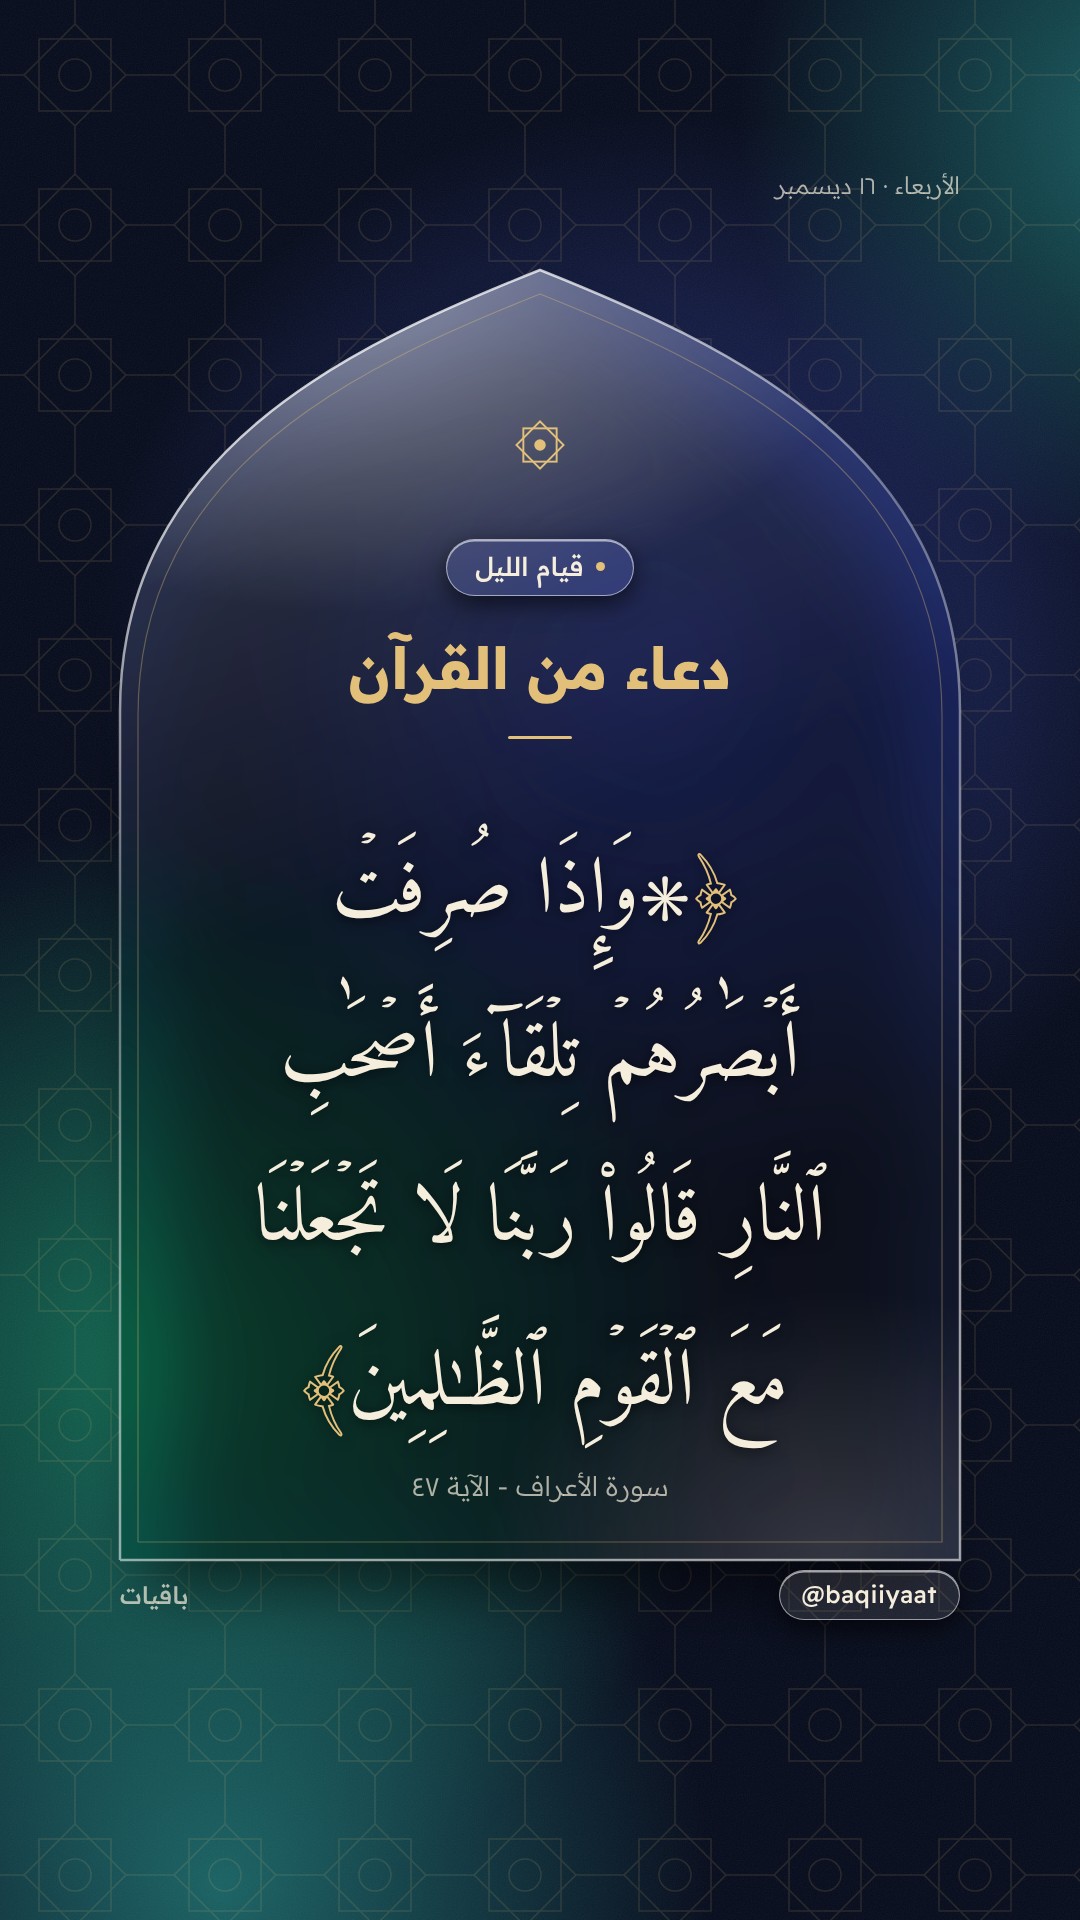 الأربعاء · ١٦ ديسمبر
قيام الليل
دعاء من القرآن
﴿۞وَإِذَا صُرِفَتۡ
أَبۡصَٰرُهُمۡ تِلۡقَآءَ أَصۡحَٰبِ
ٱلنَّارِ قَالُواْ رَبَّنَا لَا تَجۡعَلۡنَا
مَعَ ٱلۡقَوۡمِ ٱلظَّٰلِمِينَ﴾
سورة الأعراف - الآية ٤٧
@baqiiyaat
باقيات